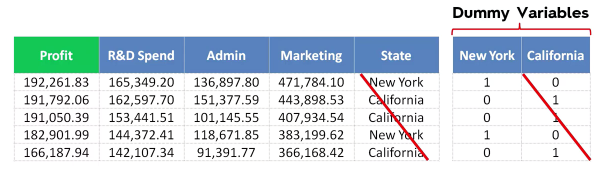 Dummy Variables
Profit R&D Spend Admin Marketing State New York California
192,261.83 165,349.20 136,897.80 471,784.10 New York 1 0
191,792.06 162,597.70 151,377.59 443,898.53 California 0 1
191,050.39 153,441.51 101,145.55 407,934.54 California 0 1
182,901.99 144,372.41 118,671.85 383,199.62 New York 1 0
166,187.94 142,107.34 91,391.77 366,168.42 California 0 1